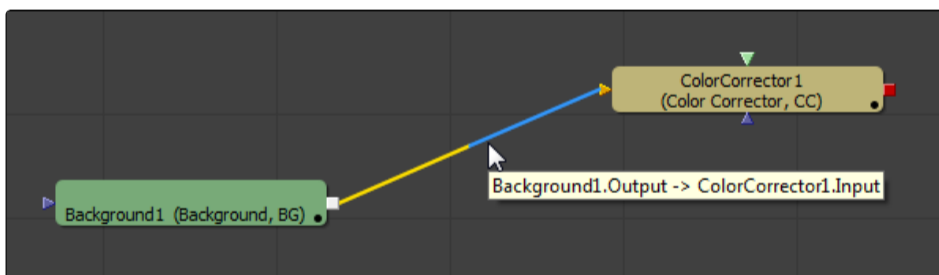 ColorCorrector1
(Color Corrector, CC)
Background1.Output -> ColorCorrector1.Input
Background1 (Background, BG)